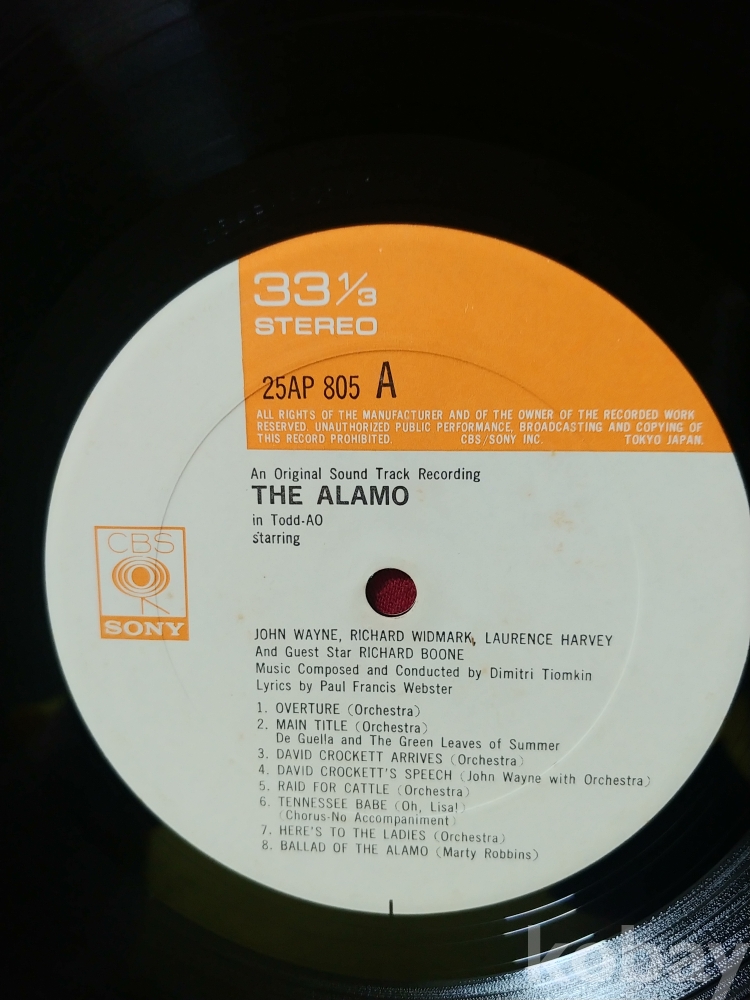 33 1/3
STEREO
25AP 805 A
ALL RIGHTS OF THE MANUFACTURER AND OF THE OWNER OF THE RECORDED WORK
RESERVED. UNAUTHORIZED PUBLIC PERFORMANCE, BROADCASTING AND COPYING OF
THIS RECORD PROHIBITED. CBS/SONY INC. TOKYO JAPAN.
An Original Sound Track Recording
THE ALAMO
in Todd-AO
starring
CBS
SONY
JOHN WAYNE, RICHARD WIDMARK, LAURENCE HARVEY
And Guest Star RICHARD BOONE
Music Composed and Conducted by Dimitri Tiomkin
Lyrics by Paul Francis Webster
1. OVERTURE (Orchestra)
2. MAIN TITLE (Orchestra)
De Guella and The Green Leaves of Summer
3. DAVID CROCKETT ARRIVES (Orchestra)
4. DAVID CROCKETT'S SPEECH (John Wayne with Orchestra)
5. RAID FOR CATTLE (Orchestra)
6. TENNESSEE BABE (Oh, Lisa!)
(Chorus-No Accompaniment)
7. HERE'S TO THE LADIES (Orchestra)
8. BALLAD OF THE ALAMO (Marty Robbins)
kobay